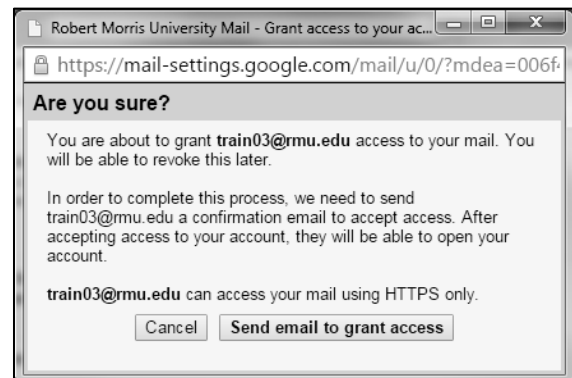 Robert Morris University Mail - Grant access to your ac...
https://mail-settings.google.com/mail/u/0/?mdea=006f
Are you sure?
You are about to grant train03@rmu.edu access to your mail. You
will be able to revoke this later.
In order to complete this process, we need to send
train03@rmu.edu a confirmation email to accept access. After
accepting access to your account, they will be able to open your
account.
train03@rmu.edu can access your mail using HTTPS only.
Cancel Send email to grant access